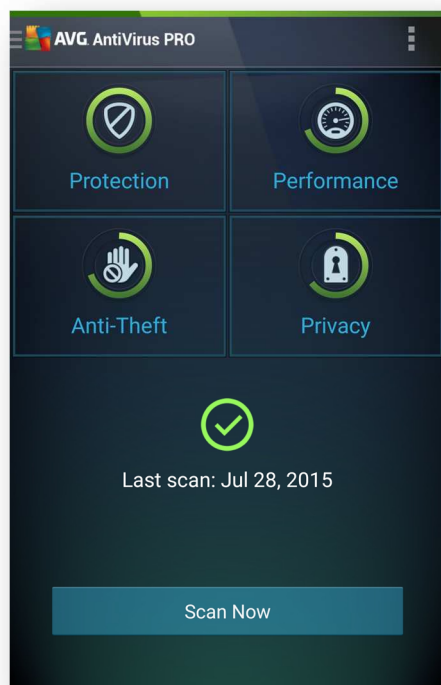 AVG AntiVirus PRO
Protection
Performance
Anti-Theft
Privacy
Last scan: Jul 28, 2015
Scan Now